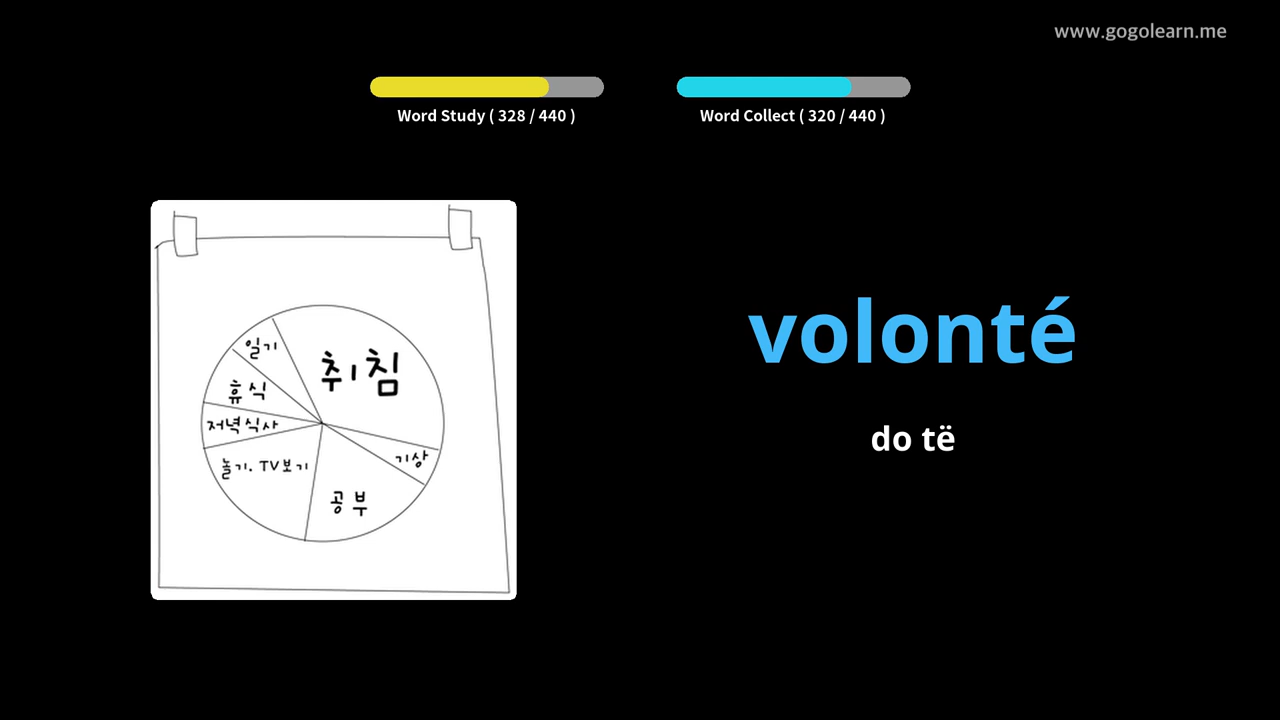 www.gogolearn.me
Word Study ( 328 / 440 )
Word Collect ( 320 / 440 )
일기
취침
휴식
저녁식사
기상
놀기. TV보기
공부
volonté
do të